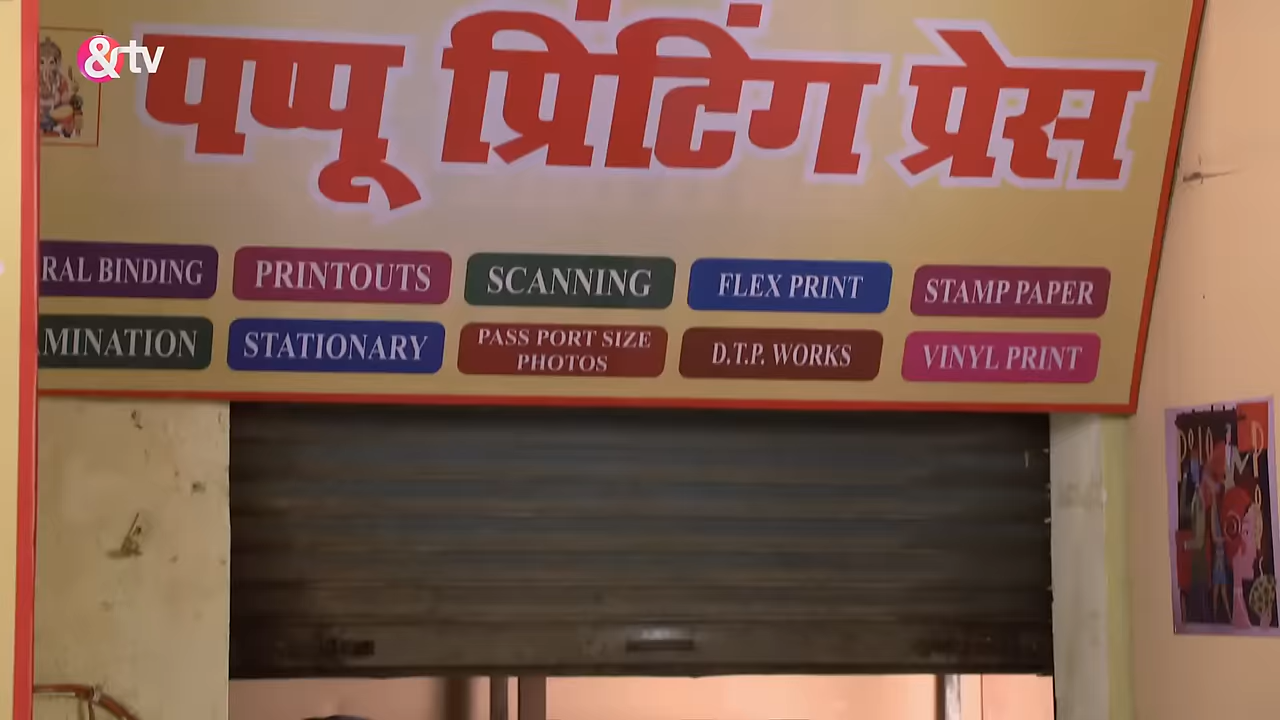 &tv
पप्पू प्रिंटिंग प्रेस
RAL BINDING PRINTOUTS SCANNING FLEX PRINT STAMP PAPER
MINATION STATIONARY PASS PORT SIZE PHOTOS D.T.P. WORKS VINYL PRINT